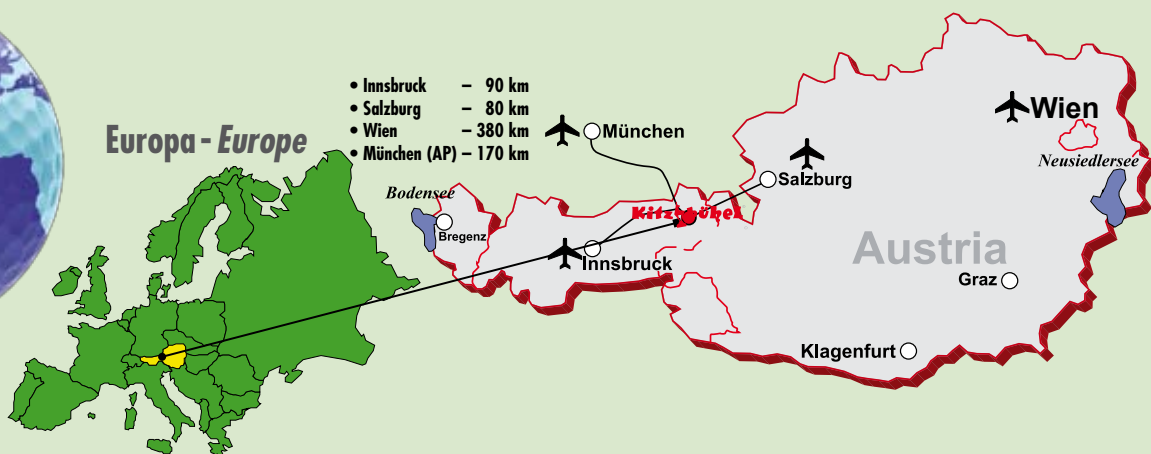 Europa - Europe
• Innsbruck – 90 km
• Salzburg – 80 km
• Wien – 380 km
• München (AP) – 170 km
München
Wien
Neusiedlersee
Salzburg
Bodensee
Bregenz
Kitzbühel
Innsbruck
Austria
Graz
Klagenfurt